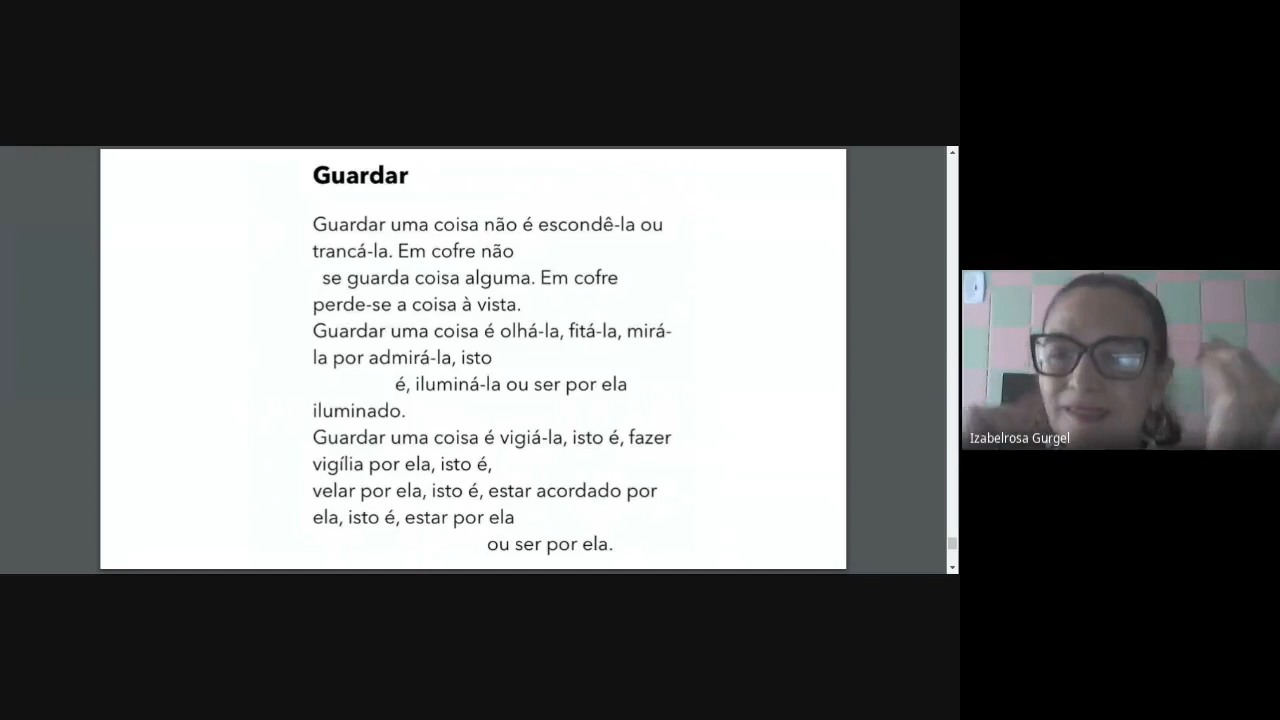 Guardar
Guardar uma coisa não é escondê-la ou
trancá-la. Em cofre não
se guarda coisa alguma. Em cofre
perde-se a coisa à vista.
Guardar uma coisa é olhá-la, fitá-la, mirá-
la por admirá-la, isto
é, iluminá-la ou ser por ela
iluminado.
Guardar uma coisa é vigiá-la, isto é, fazer
vigília por ela, isto é,
velar por ela, isto é, estar acordado por
ela, isto é, estar por ela
ou ser por ela.
Izabelrosa Gurgel